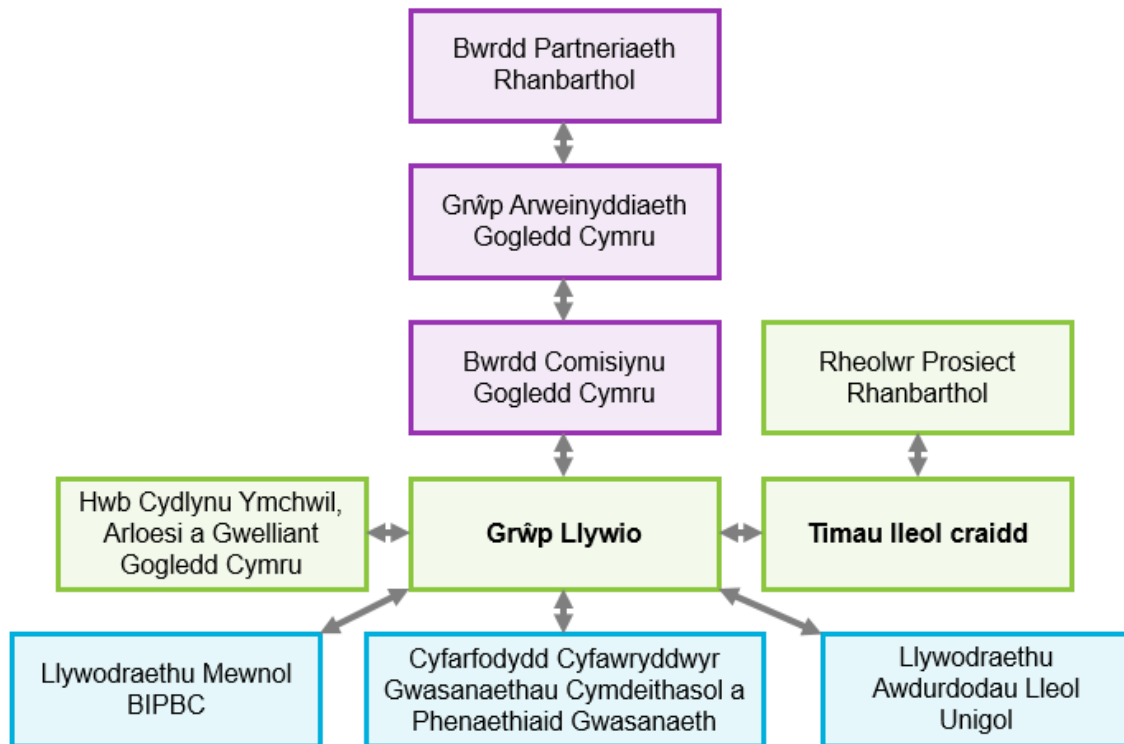 Bwrdd Partneriaeth
Rhanbarthol
Grŵp Arweinyddiaeth
Gogledd Cymru
Bwrdd Comisiynu
Gogledd Cymru
Rheolwr Prosiect
Rhanbarthol
Hwb Cydlynu Ymchwil,
Arloesi a Gwelliant
Gogledd Cymru
Grŵp Llywio
Timau lleol craidd
Llywodraethu Mewnol
BIPBC
Cyfarfodydd Cyfawryddwyr
Gwasanaethau Cymdeithasol a
Phenaethiaid Gwasanaeth
Llywodraethu
Awdurdodau Lleol
Unigol